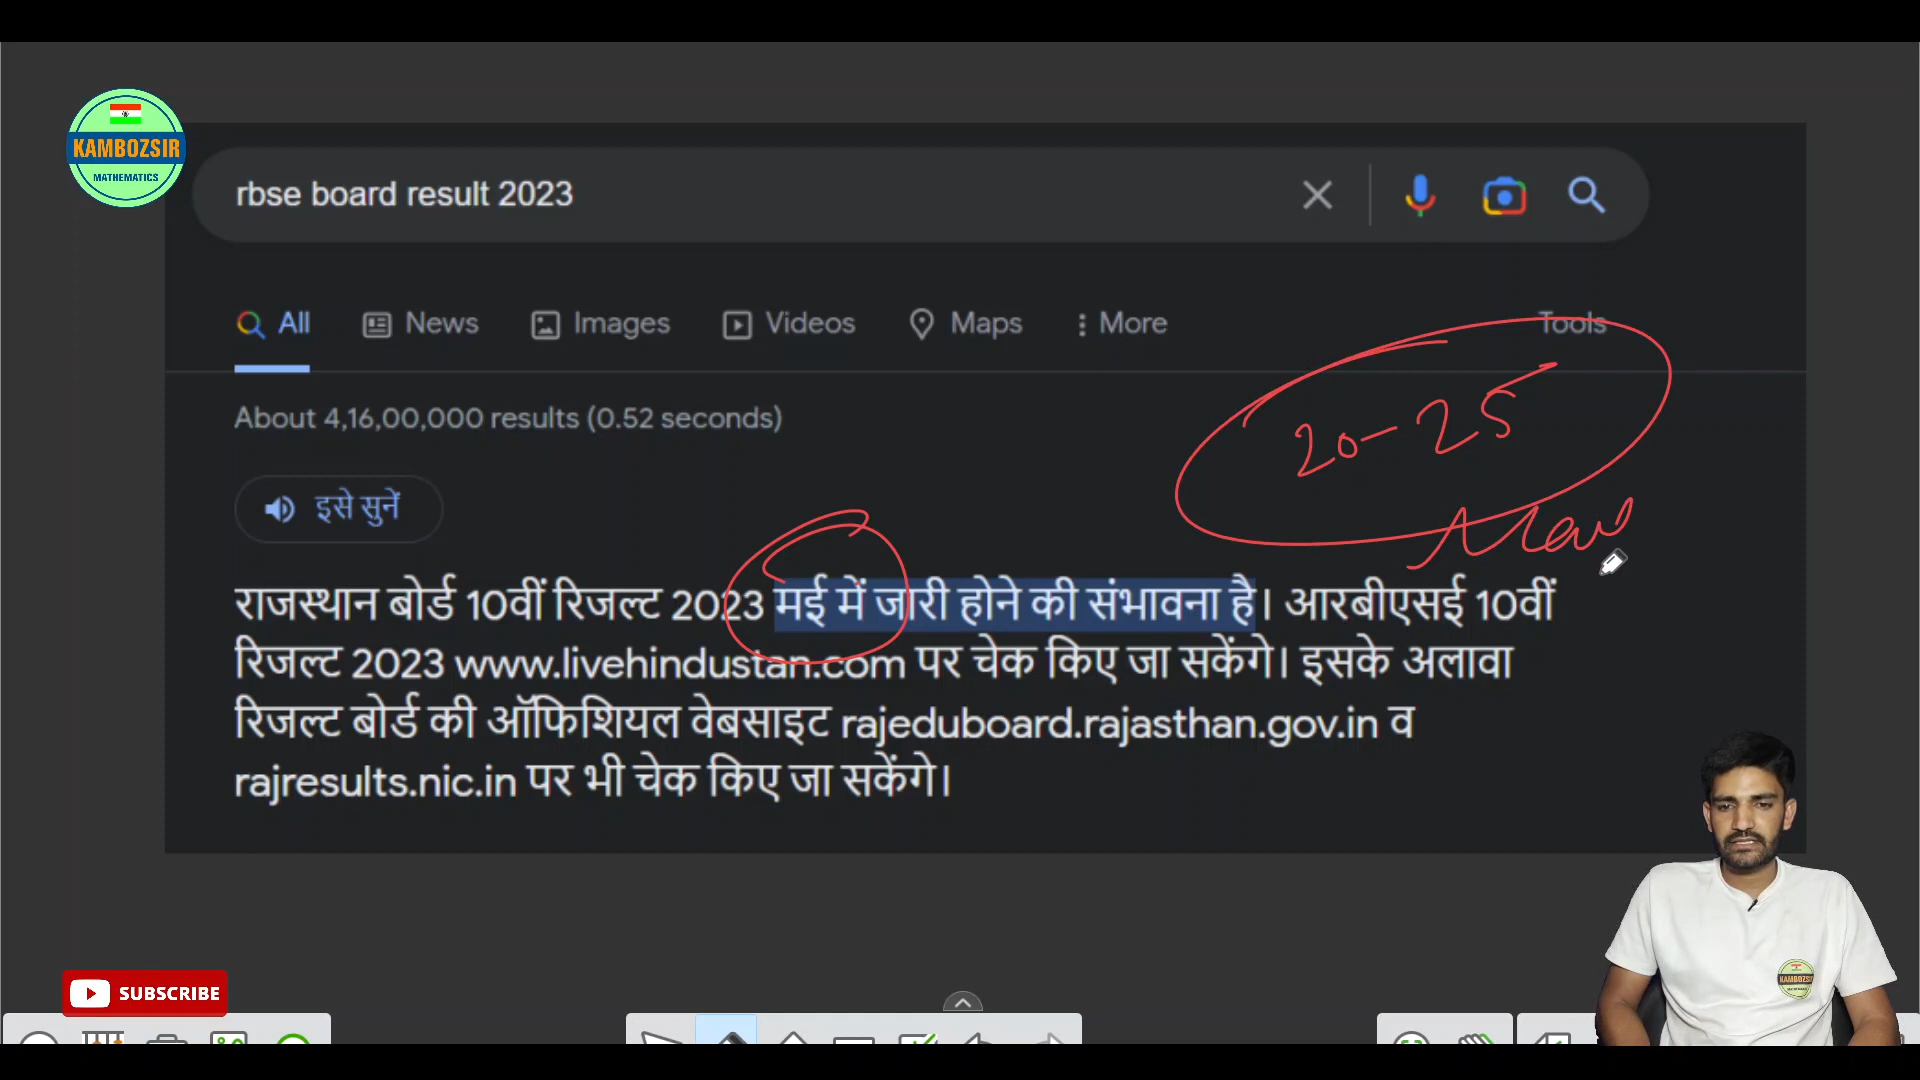 KAMBOZSIR
MATHEMATICS
rbse board result 2023
All News Images Videos Maps More Tools
About 4,16,00,000 results (0.52 seconds)
20-25
इसे सुनें
राजस्थान बोर्ड 10वीं रिजल्ट 2023 मई में जारी होने की संभावना है। आरबीएसई 10वीं
रिजल्ट 2023 www.livehindustan.com पर चेक किए जा सकेंगे। इसके अलावा
रिजल्ट बोर्ड की ऑफिशियल वेबसाइट rajeduboard.rajasthan.gov.in व
rajresults.nic.in पर भी चेक किए जा सकेंगे।
KAMBOZSIR
SUBSCRIBE